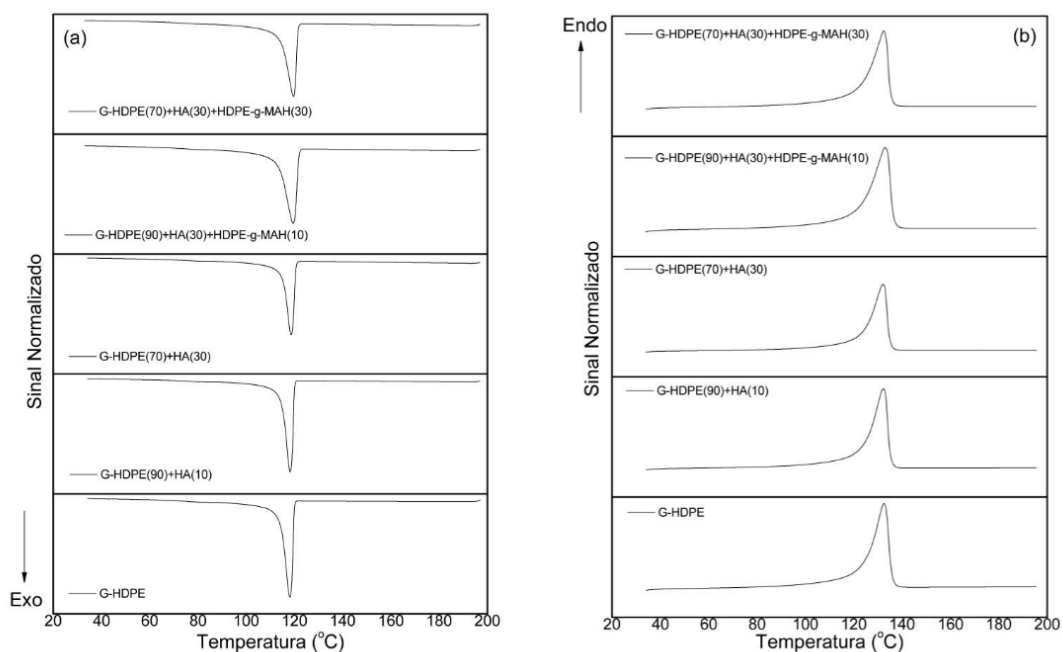 (a)
G-HDPE(70)+HA(30)+HDPE-g-MAH(30)
G-HDPE(90)+HA(30)+HDPE-g-MAH(10)
G-HDPE(70)+HA(30)
G-HDPE(90)+HA(10)
G-HDPE
Sinal Normalizado
Exo
20 40 60 80 100 120 140 160 180 200
Temperatura (°C)
Endo
(b)
G-HDPE(70)+HA(30)+HDPE-g-MAH(30)
G-HDPE(90)+HA(30)+HDPE-g-MAH(10)
G-HDPE(70)+HA(30)
G-HDPE(90)+HA(10)
G-HDPE
Sinal Normalizado
20 40 60 80 100 120 140 160 180 200
Temperatura (°C)